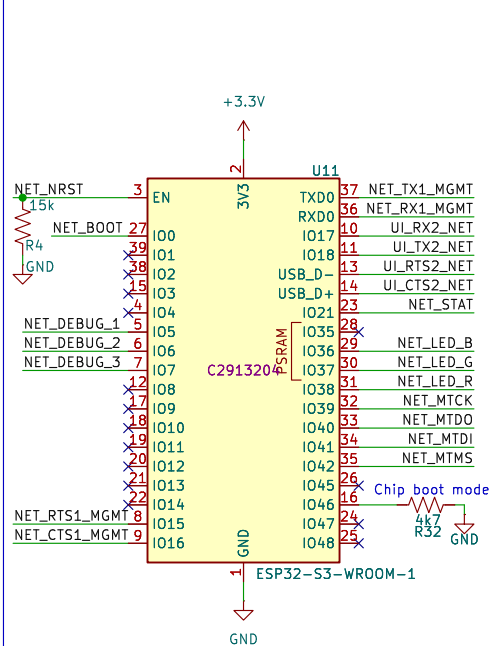 +3.3V
U11
2
3V3
NET_NRST 3 EN
15k
R4
GND
NET_BOOT 27 IO0
39 IO1
38 IO2
15 IO3
4 IO4
NET_DEBUG_1 5 IO5
NET_DEBUG_2 6 IO6
NET_DEBUG_3 7 IO7
12 IO8
17 IO9
18 IO10
19 IO11
20 IO12
21 IO13
22 IO14
NET_RTS1_MGMT 8 IO15
NET_CTS1_MGMT 9 IO16
C2913204
PSRAM
TXD0 37 NET_TX1_MGMT
RXD0 36 NET_RX1_MGMT
IO17 10 UI_RX2_NET
IO18 11 UI_TX2_NET
USB_D- 13 UI_RTS2_NET
USB_D+ 14 UI_CTS2_NET
IO21 23 NET_STAT
IO35 28
IO36 29 NET_LED_B
IO37 30 NET_LED_G
IO38 31 NET_LED_R
IO39 32 NET_MTCK
IO40 33 NET_MTDO
IO41 34 NET_MTDI
IO42 35 NET_MTMS
IO45 26
Chip boot mode
IO46 16
4k7
R32
GND
IO47 24
IO48 25
GND
1
ESP32-S3-WROOM-1
GND